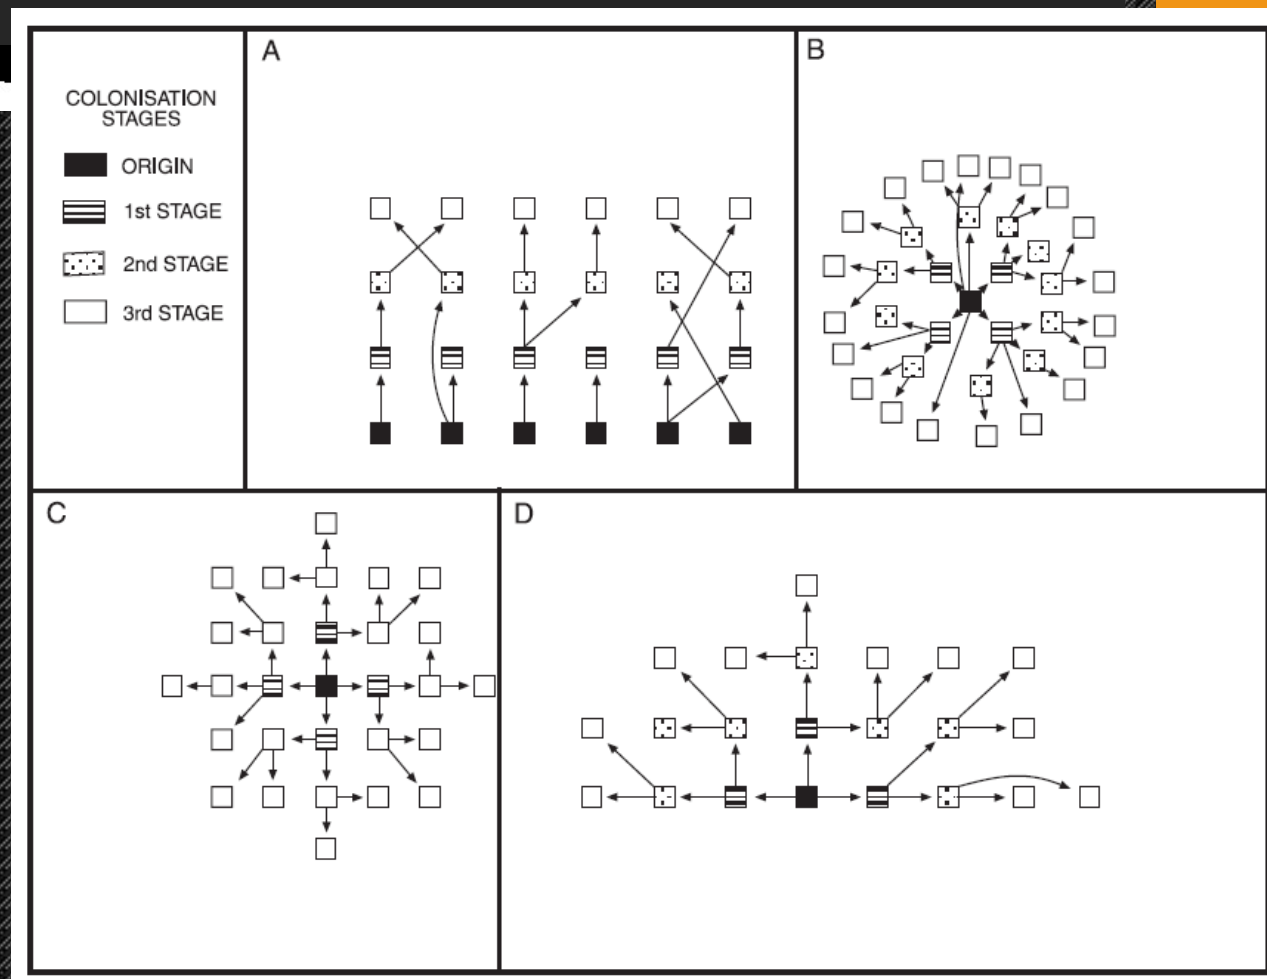 COLONISATION
STAGES
ORIGIN
1st STAGE
2nd STAGE
3rd STAGE
A
B
C
D